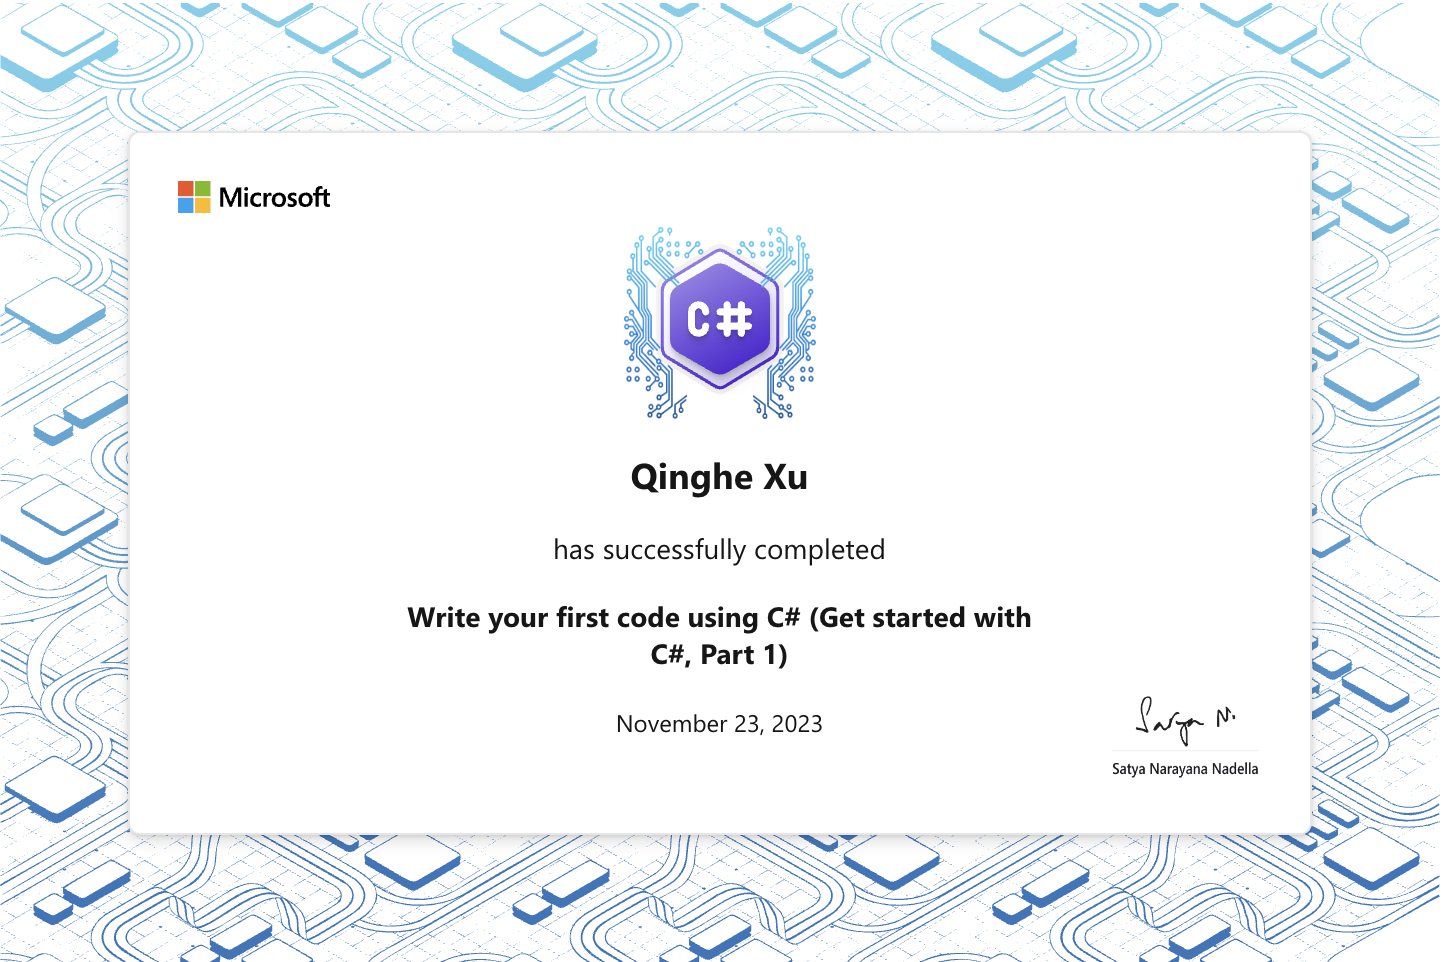 Microsoft
C#
Qinghe Xu
has successfully completed
Write your first code using C# (Get started with
C#, Part 1)
November 23, 2023
Satya N.
Satya Narayana Nadella